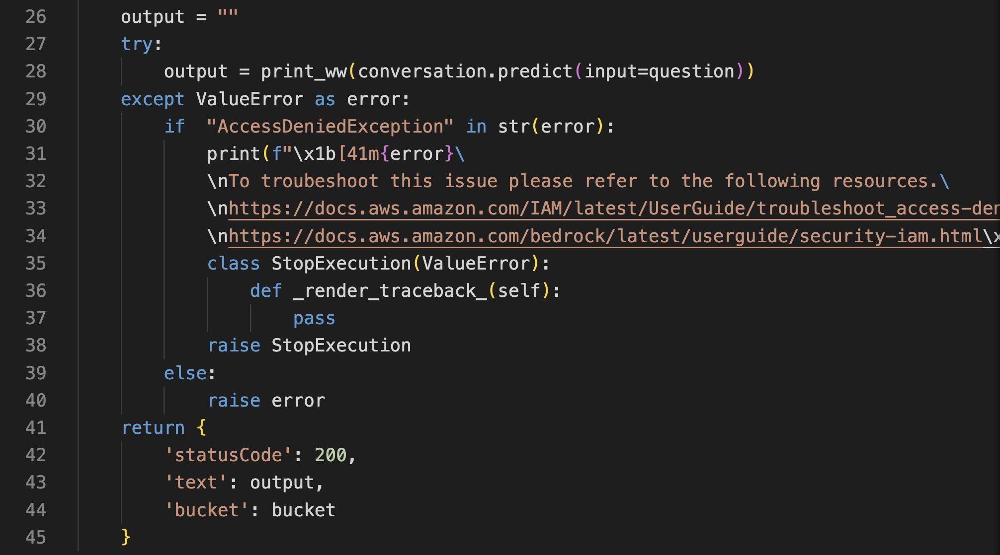 26 output = ""
27 try:
28     output = print_ww(conversation.predict(input=question))
29 except ValueError as error:
30     if  "AccessDeniedException" in str(error):
31         print(f"\x1b[41m{error}\
32         \nTo troubeshoot this issue please refer to the following resources.\
33         \nhttps://docs.aws.amazon.com/IAM/latest/UserGuide/troubleshoot_access-den
34         \nhttps://docs.aws.amazon.com/bedrock/latest/userguide/security-iam.html\x
35         class StopExecution(ValueError):
36             def _render_traceback_(self):
37                 pass
38         raise StopExecution
39     else:
40         raise error
41 return {
42     'statusCode': 200,
43     'text': output,
44     'bucket': bucket
45 }